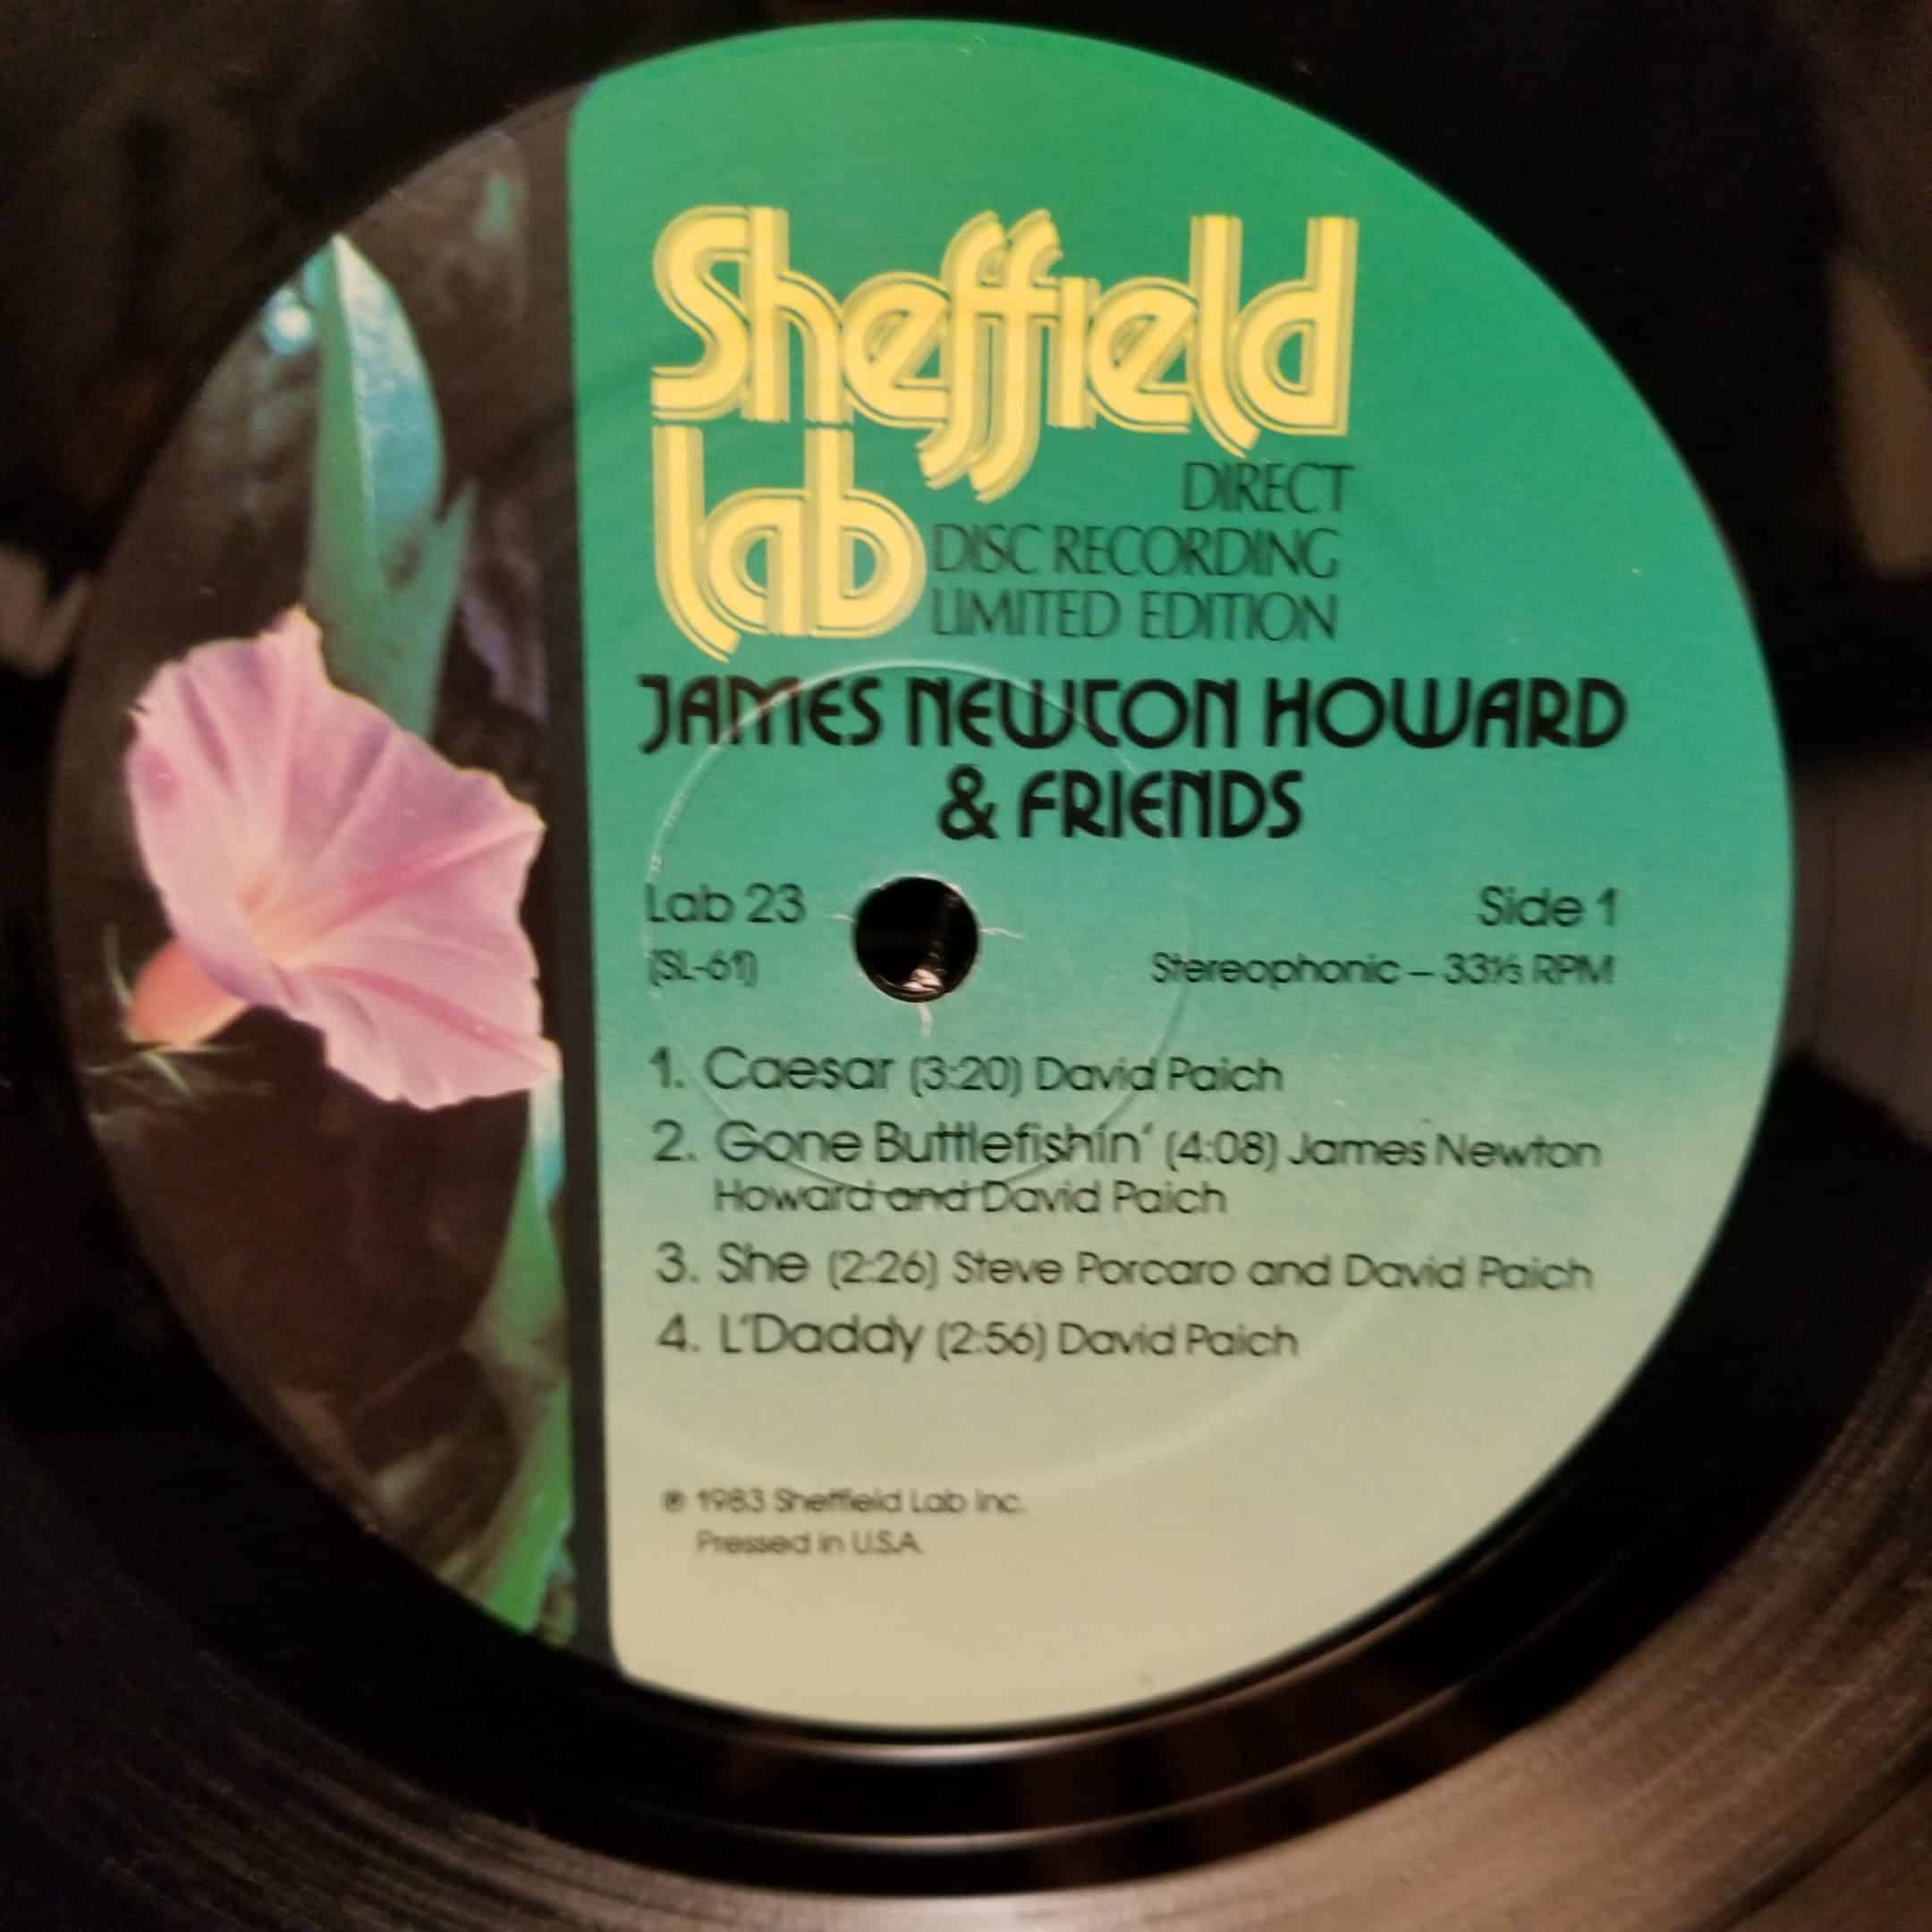 Sheffield
Lab
DIRECT
DISC RECORDING
LIMITED EDITION
JAMES NEWTON HOWARD
& FRIENDS
Lab 23
Side 1
(SL-61)
Stereophonic – 33⅓ RPM
1. Caesar (3:20) David Paich
2. Gone Buttlefishin' (4:08) James Newton
Howard and David Paich
3. She (2:26) Steve Porcaro and David Paich
4. L'Daddy (2:56) David Paich
℗ 1983 Sheffield Lab Inc.
Pressed in U.S.A.